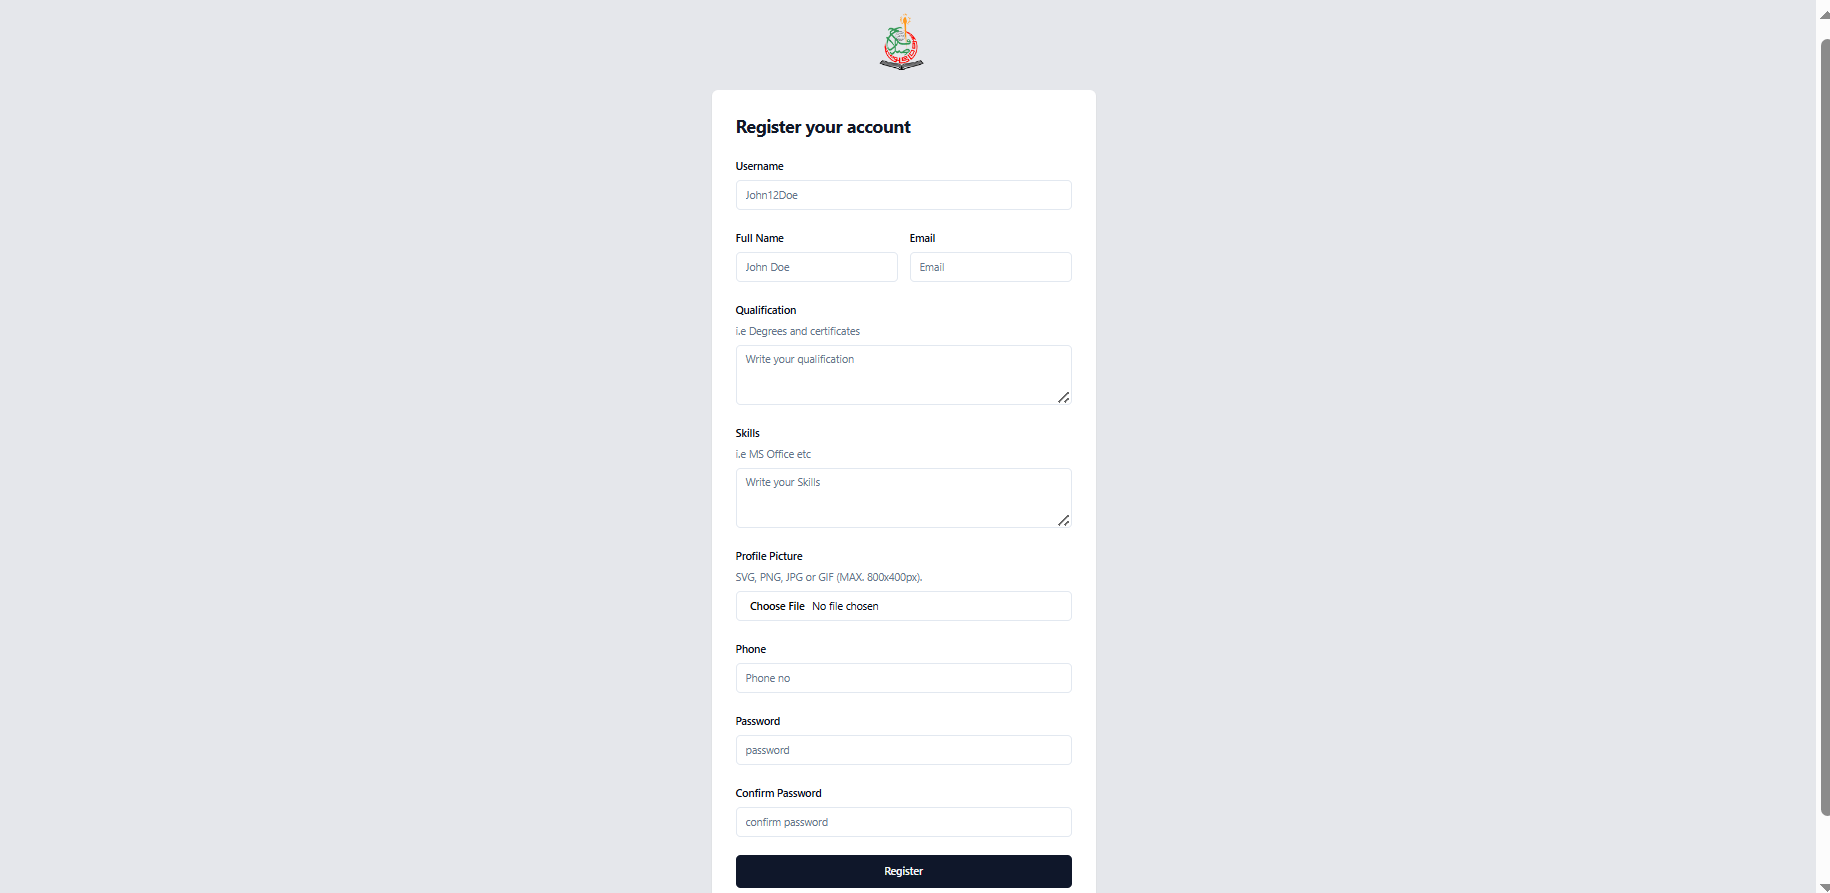 Register your account
Username
John12Doe
Full Name
Email
John Doe
Email
Qualification
i.e Degrees and certificates
Write your qualification
Skills
i.e MS Office etc
Write your Skills
Profile Picture
SVG, PNG, JPG or GIF (MAX. 800x400px).
Choose File No file chosen
Phone
Phone no
Password
password
Confirm Password
confirm password
Register